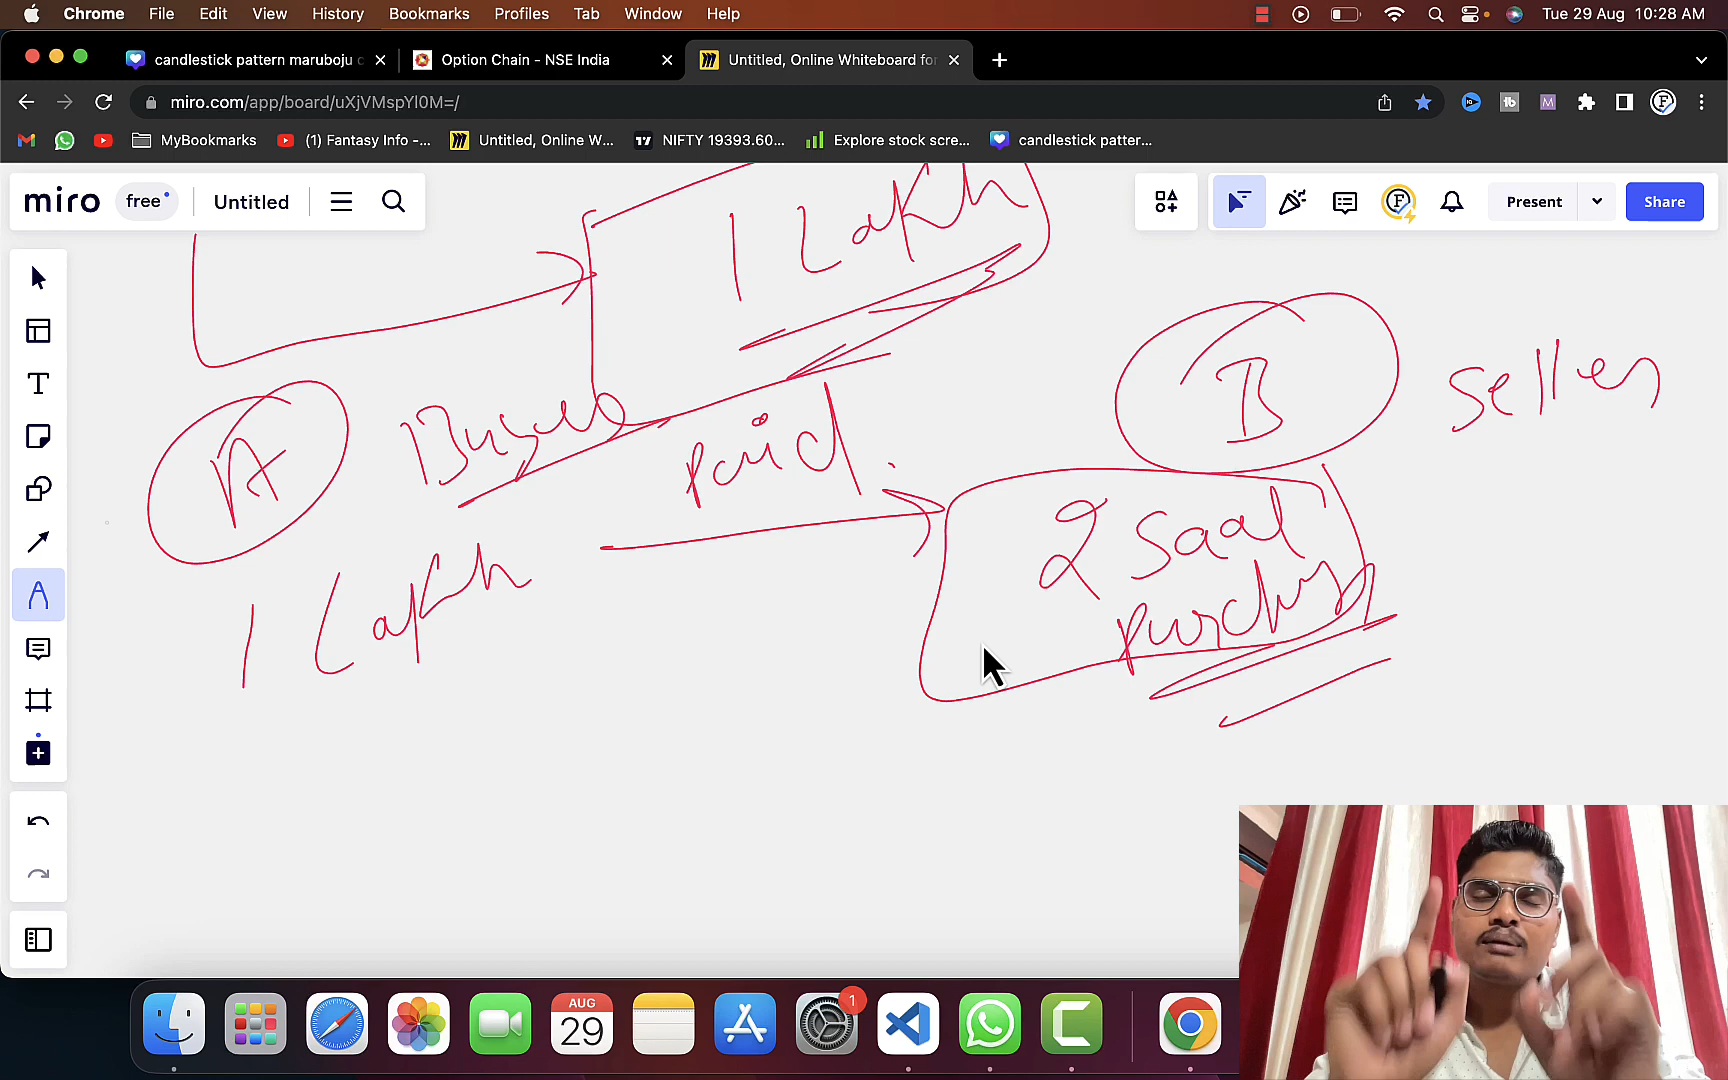 Chrome File Edit View History Bookmarks Profiles Tab Window Help Tue 29 Aug 10:28 AM
candlestick pattern maruboju c Option Chain - NSE India Untitled, Online Whiteboard for
miro.com/app/board/uXjVMspYl0M=/
MyBookmarks (1) Fantasy Info -... Untitled, Online W... NIFTY 19393.60... Explore stock scre... candlestick patter...
miro free Untitled Present Share
1 Lakh
B seller
A Buyer paid
2 saal
1 Lakh
AUG
29
1